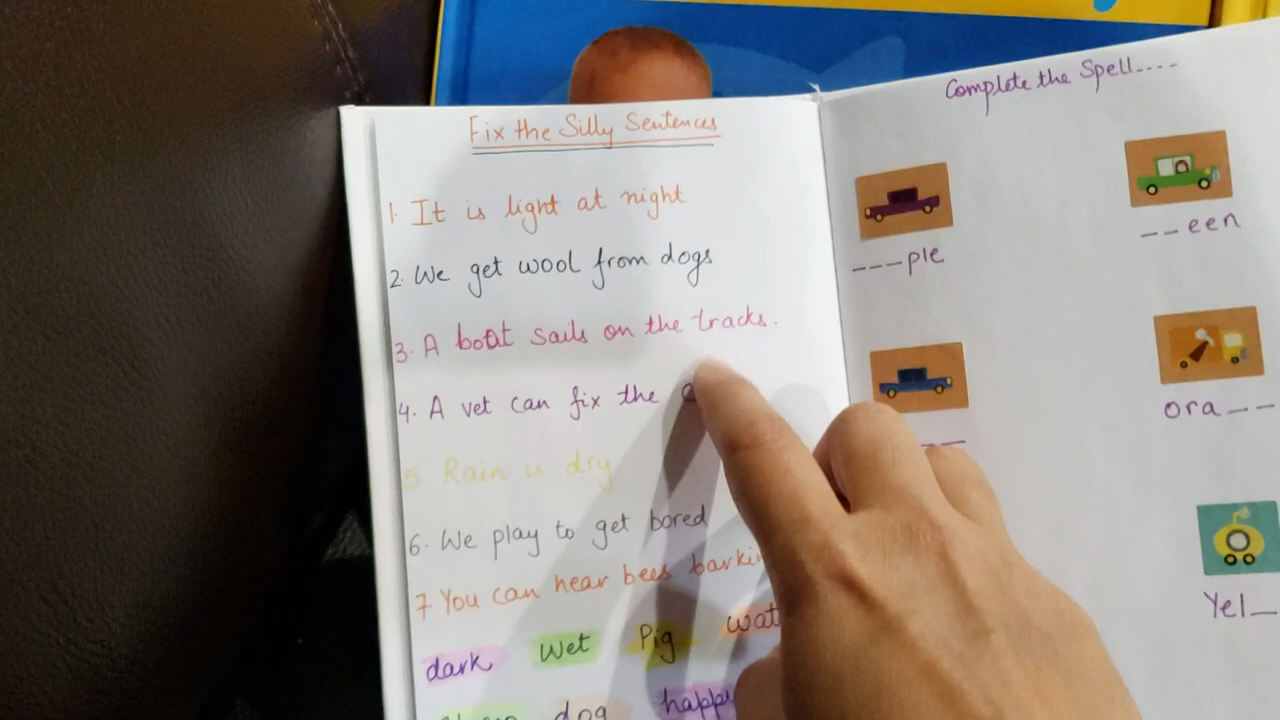 Fix the Silly Sentences
1. It is light at night
2. We get wool from dogs
3. A boat sails on the tracks.
4. A vet can fix the
5 Rain is dry
6. We play to get bored
7. You can hear bees
dark wet Pig
dog
Complete the Spell....
---ple
--een
ora--
Yel_